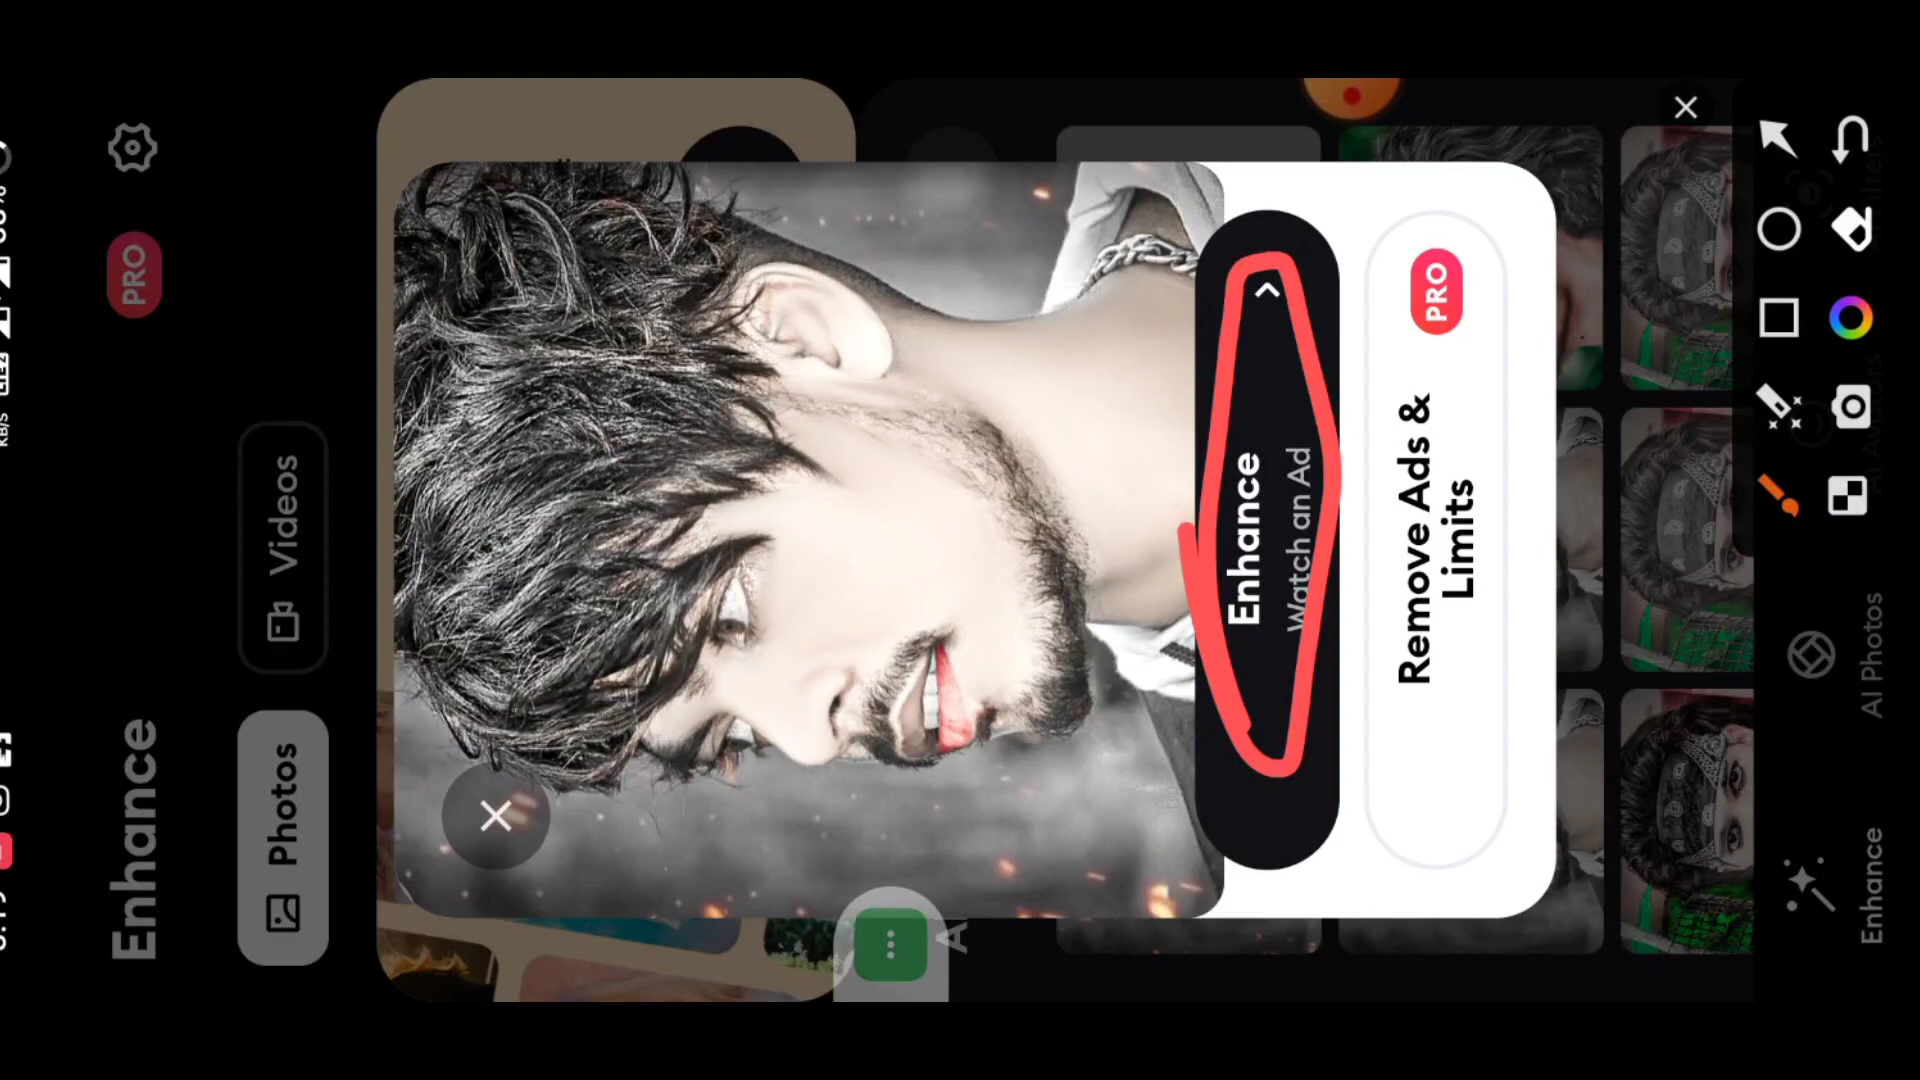 Enhance
PRO
Photos
Videos
Enhance
Watch an Ad
Remove Ads &
Limits
PRO
A
Enhance
AI Photos